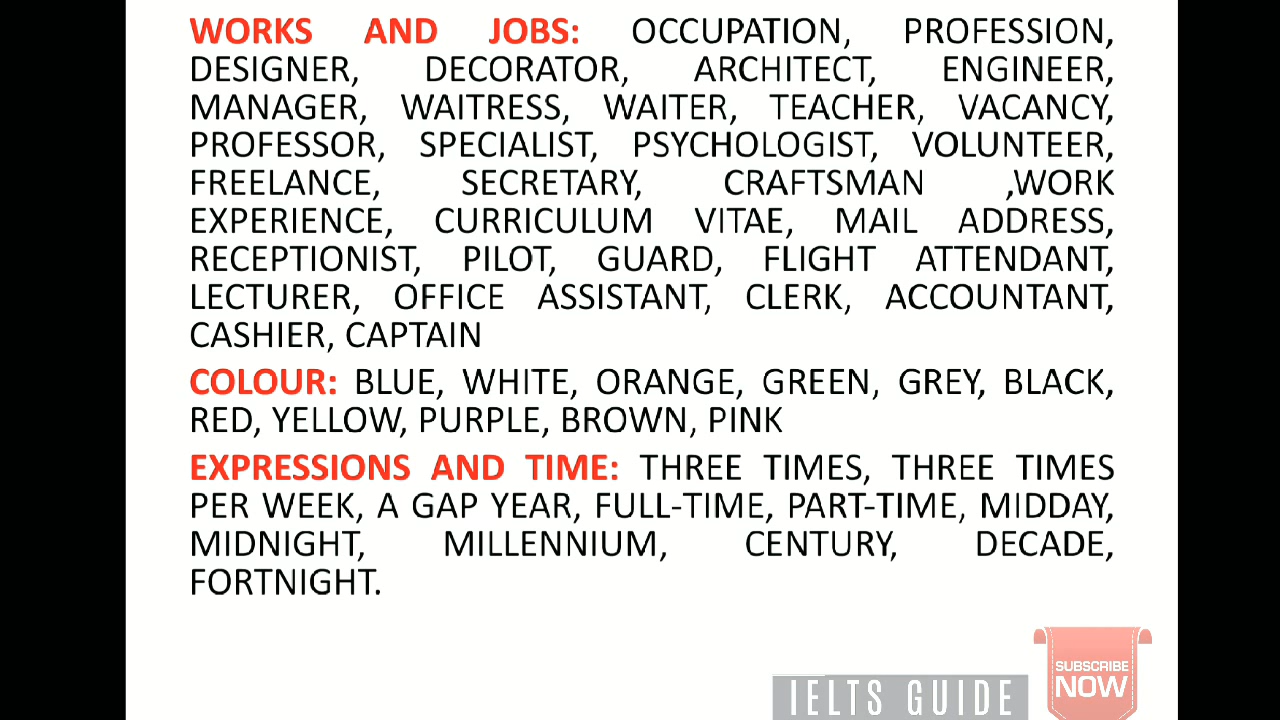 WORKS AND JOBS: OCCUPATION, PROFESSION,
DESIGNER, DECORATOR, ARCHITECT, ENGINEER,
MANAGER, WAITRESS, WAITER, TEACHER, VACANCY,
PROFESSOR, SPECIALIST, PSYCHOLOGIST, VOLUNTEER,
FREELANCE, SECRETARY, CRAFTSMAN ,WORK
EXPERIENCE, CURRICULUM VITAE, MAIL ADDRESS,
RECEPTIONIST, PILOT, GUARD, FLIGHT ATTENDANT,
LECTURER, OFFICE ASSISTANT, CLERK, ACCOUNTANT,
CASHIER, CAPTAIN
COLOUR: BLUE, WHITE, ORANGE, GREEN, GREY, BLACK,
RED, YELLOW, PURPLE, BROWN, PINK
EXPRESSIONS AND TIME: THREE TIMES, THREE TIMES
PER WEEK, A GAP YEAR, FULL-TIME, PART-TIME, MIDDAY,
MIDNIGHT, MILLENNIUM, CENTURY, DECADE,
FORTNIGHT.
IELTS GUIDE
SUBSCRIBE
NOW